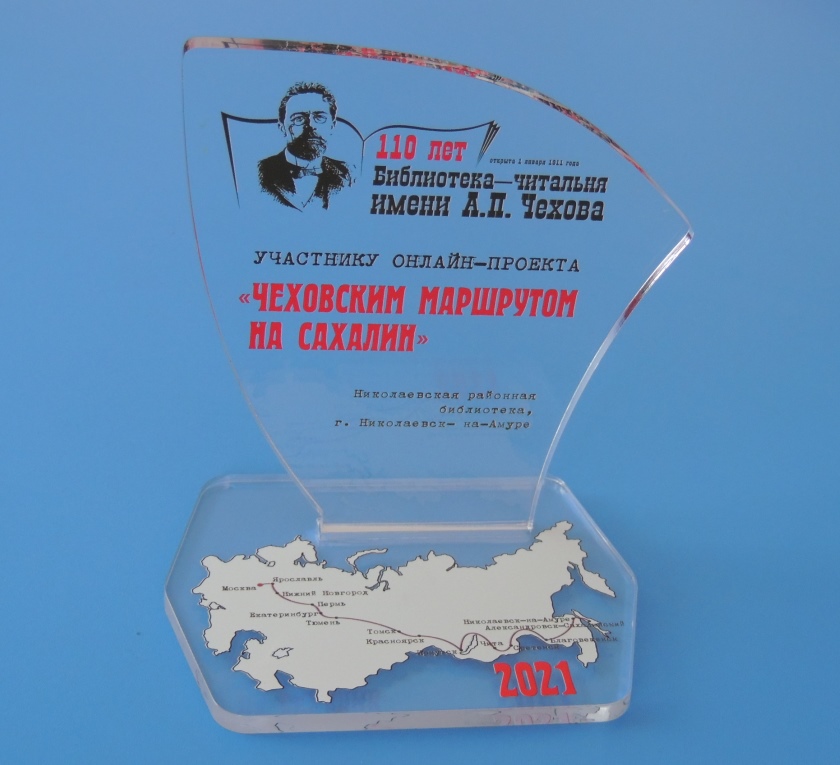 110 лет
открыта 1 января 1911 года
Библиотека—читальня
имени А.П. Чехова
УЧАСТНИКУ ОНЛАЙН—ПРОЕКТА
«ЧЕХОВСКИМ МАРШРУТОМ
НА САХАЛИН»
Николаевская районная
библиотека,
г. Николаевск— на—Амуре
Ярославль
Москва
Нижний Новгород
Пермь
Екатеринбург
Тюмень
Николаевск—на—Амуре
Томск
Александровск—Сахалинский
Красноярск
Чита
Благовещенск
Иркутск
Сретенск
2021